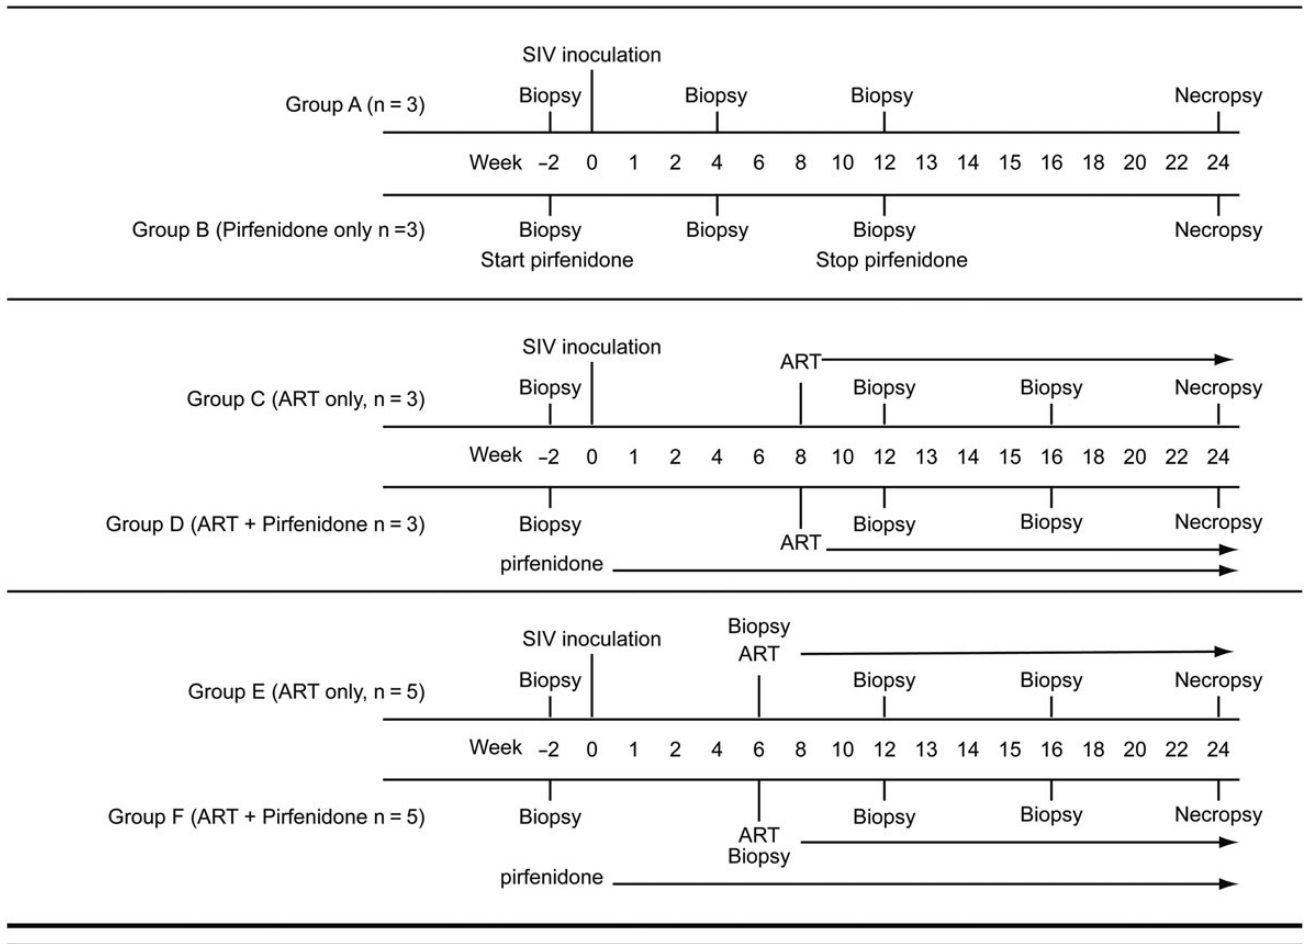 SIV inoculation
Group A (n = 3)
Biopsy Biopsy Biopsy Necropsy
Week –2 0 1 2 4 6 8 10 12 13 14 15 16 18 20 22 24
Group B (Pirfenidone only n =3)
Biopsy Biopsy Biopsy Necropsy
Start pirfenidone Stop pirfenidone
SIV inoculation
ART
Group C (ART only, n = 3)
Biopsy Biopsy Biopsy Necropsy
Week –2 0 1 2 4 6 8 10 12 13 14 15 16 18 20 22 24
Group D (ART + Pirfenidone n = 3)
Biopsy Biopsy Biopsy Necropsy
ART
pirfenidone
Biopsy
SIV inoculation
ART
Group E (ART only, n = 5)
Biopsy Biopsy Biopsy Necropsy
Week –2 0 1 2 4 6 8 10 12 13 14 15 16 18 20 22 24
Group F (ART + Pirfenidone n = 5)
Biopsy Biopsy Biopsy Necropsy
ART
Biopsy
pirfenidone